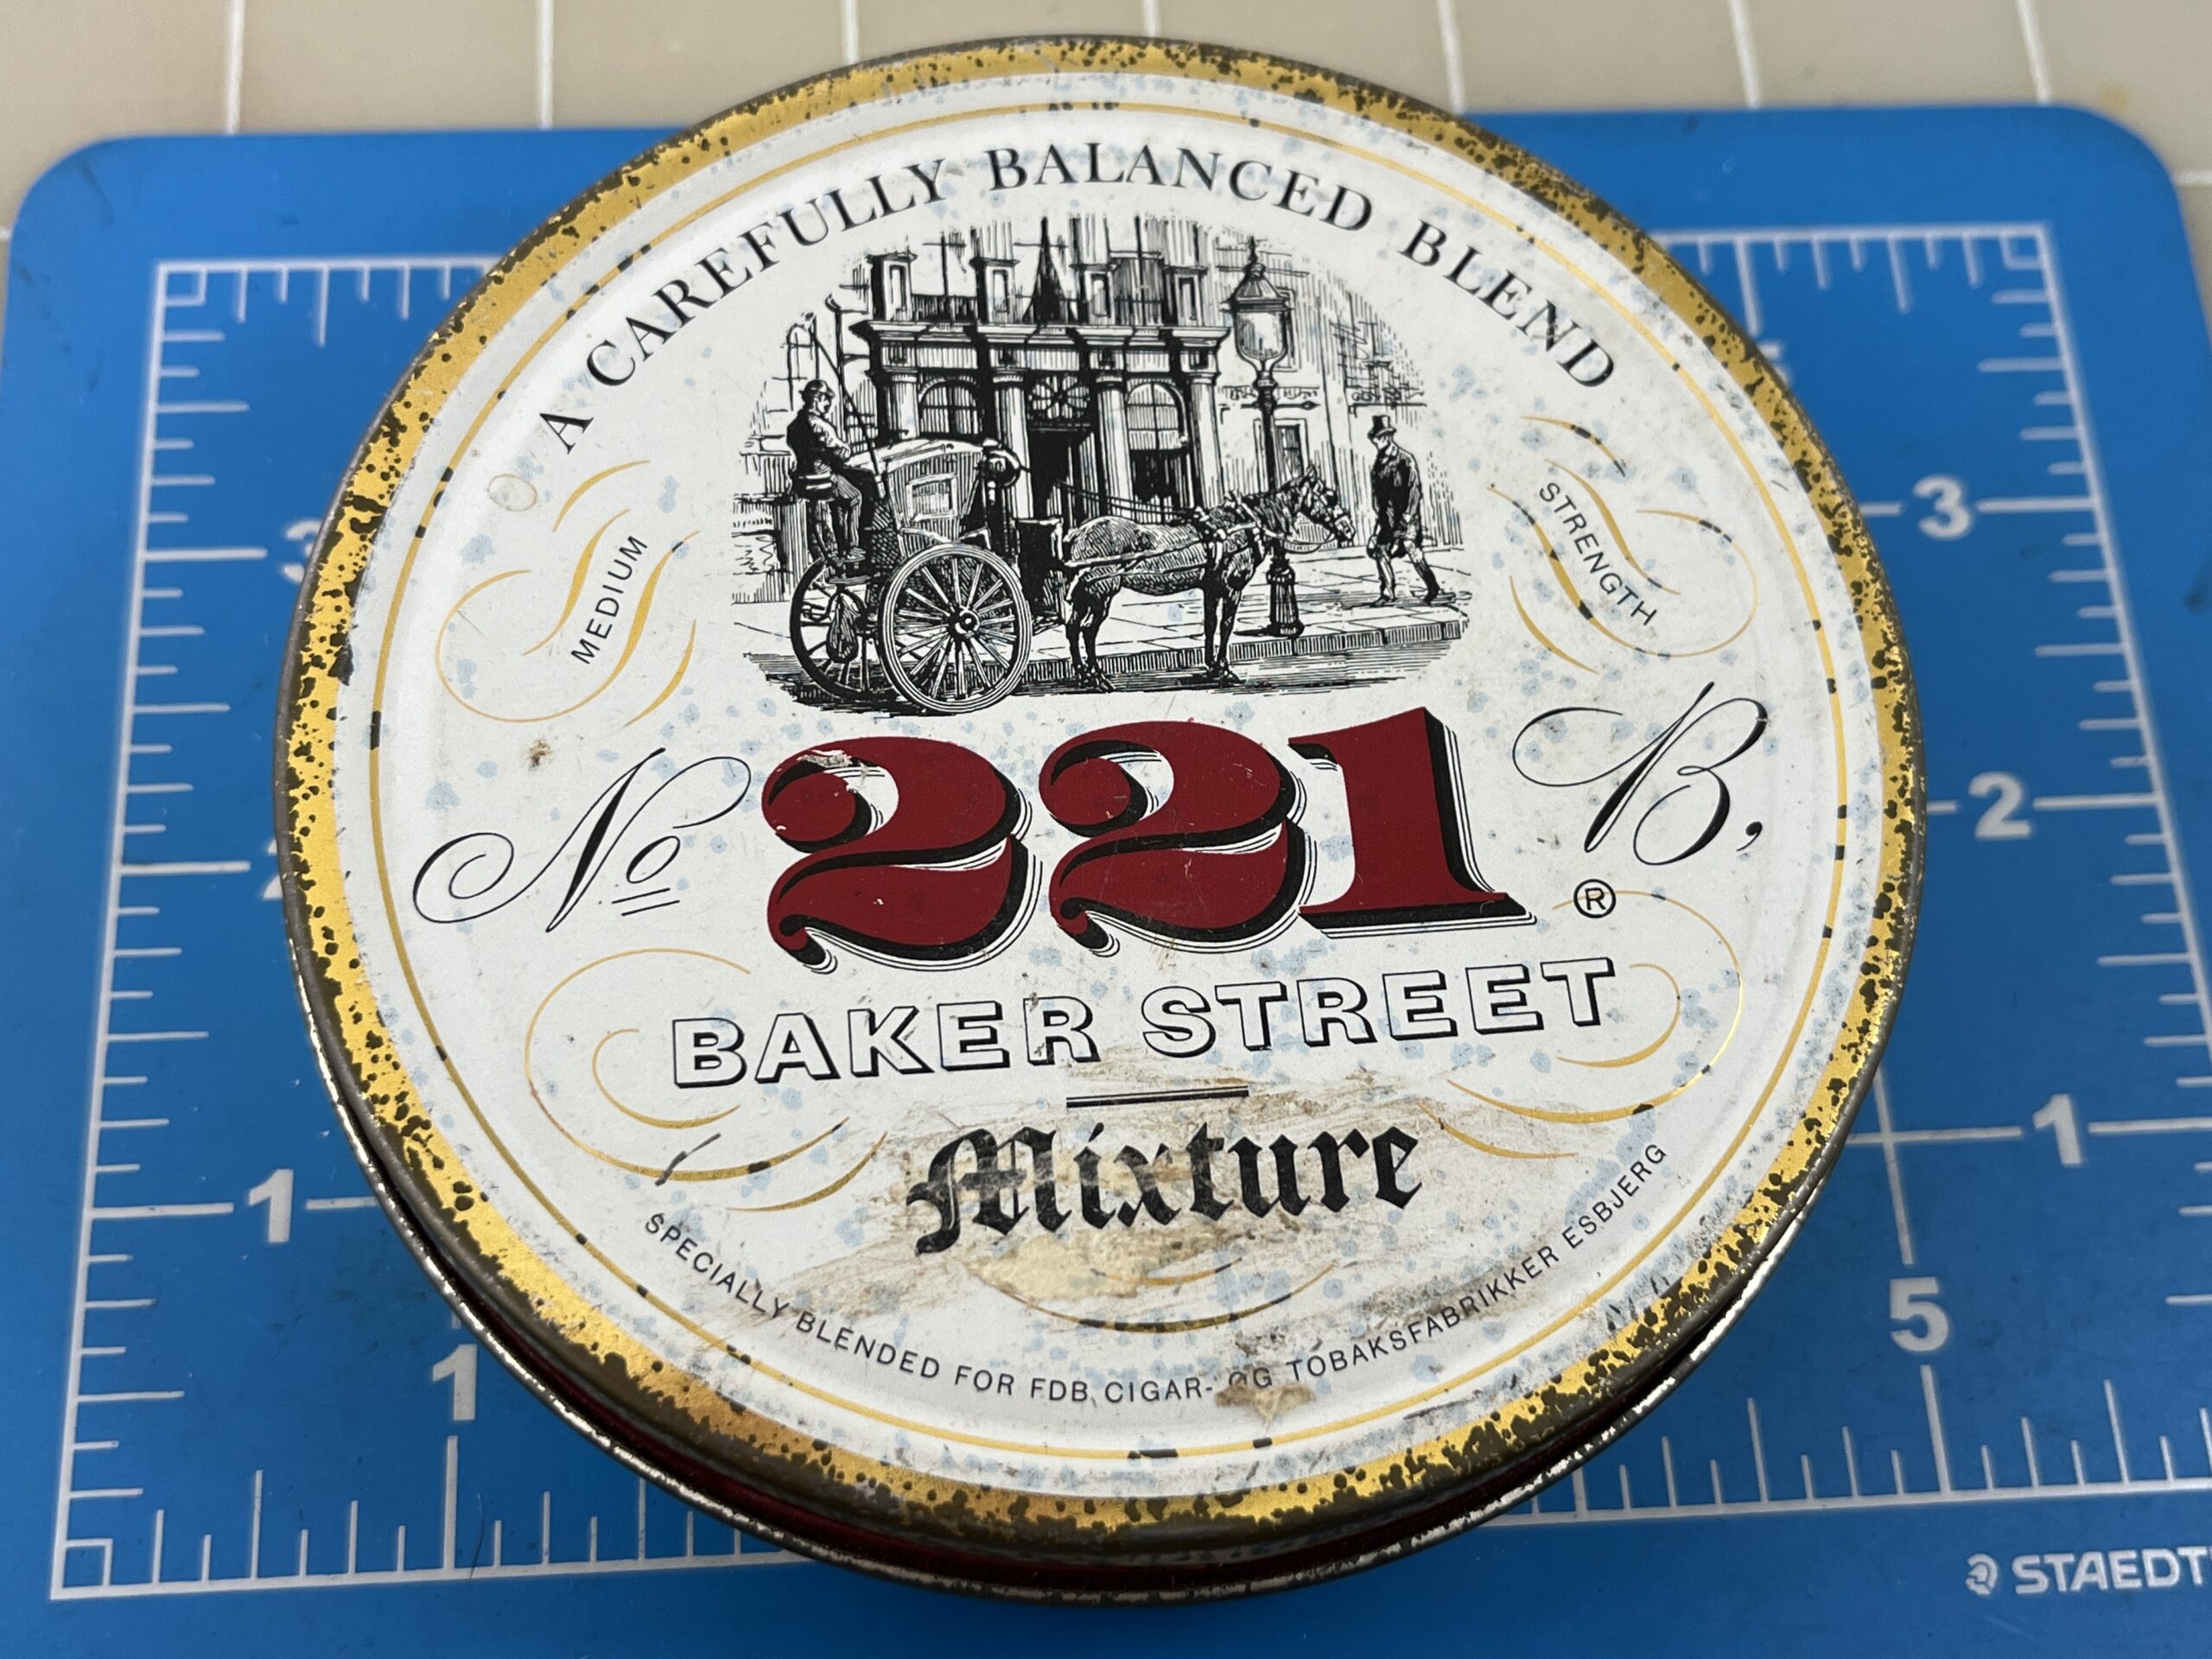 A CAREFULLY BALANCED BLEND
MEDIUM
STRENGTH
No 221 B,
®
BAKER STREET
Mixture
SPECIALLY BLENDED FOR FDB, CIGAR- OG TOBAKSFABRIKKER ESBJERG
3
3
2
1
1
1
5
STAEDT